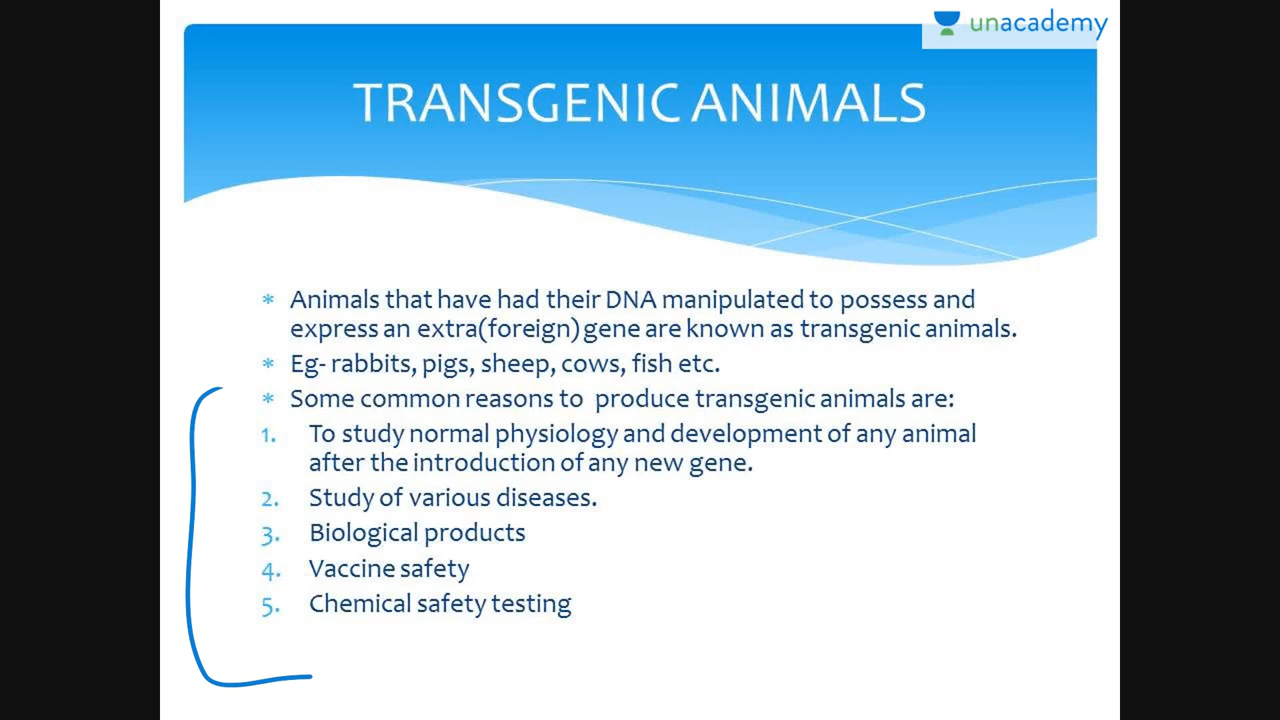 unacademy
TRANSGENIC ANIMALS
* Animals that have had their DNA manipulated to possess and
express an extra(foreign) gene are known as transgenic animals.
* Eg- rabbits, pigs, sheep, cows, fish etc.
* Some common reasons to produce transgenic animals are:
1. To study normal physiology and development of any animal
after the introduction of any new gene.
2. Study of various diseases.
3. Biological products
4. Vaccine safety
5. Chemical safety testing